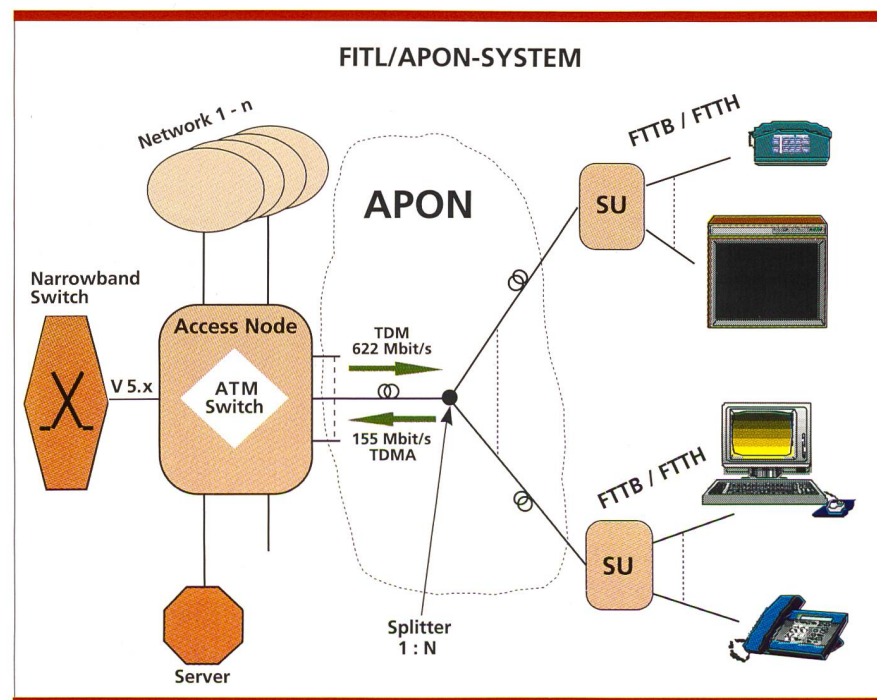 FITL/APON-SYSTEM
Network 1 - n
FTTB / FTTH
APON
SU
Narrowband
Switch
Access Node
TDM
622 Mbit/s
V 5.x
ATM
Switch
155 Mbit/s
TDMA
FTTB / FTTH
SU
Splitter
1 : N
Server